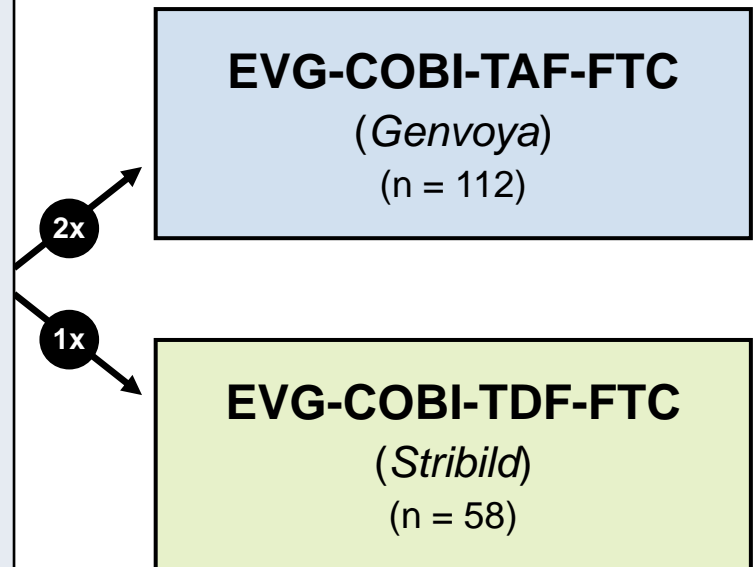 EVG-COBI-TAF-FTC
(Genvoya)
(n = 112)
2x
1x
EVG-COBI-TDF-FTC
(Stribild)
(n = 58)